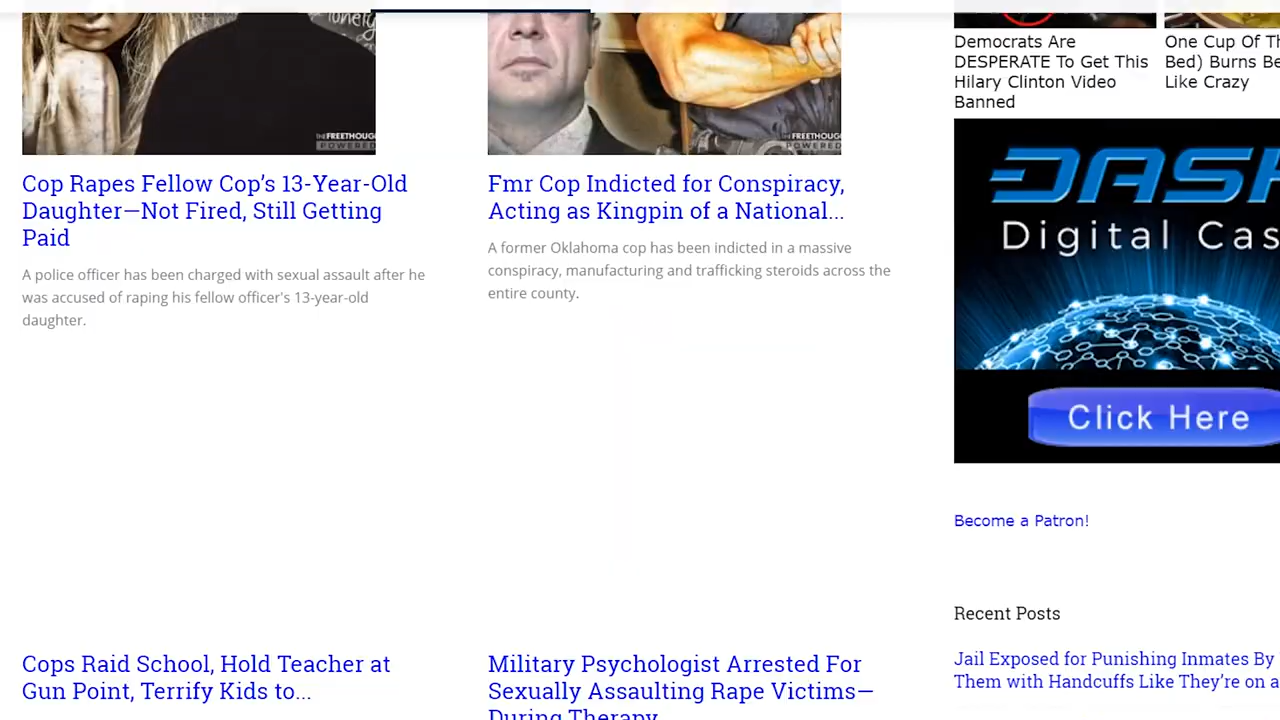 lonely
THEFREETHOUGH
POWERED
Cop Rapes Fellow Cop’s 13-Year-Old
Daughter—Not Fired, Still Getting
Paid
A police officer has been charged with sexual assault after he
was accused of raping his fellow officer's 13-year-old
daughter.
THEFREETHOUG
POWERED
Fmr Cop Indicted for Conspiracy,
Acting as Kingpin of a National...
A former Oklahoma cop has been indicted in a massive
conspiracy, manufacturing and trafficking steroids across the
entire county.
Cops Raid School, Hold Teacher at
Gun Point, Terrify Kids to...
Military Psychologist Arrested For
Sexually Assaulting Rape Victims—
During Therapy
Democrats Are
DESPERATE To Get This
Hilary Clinton Video
Banned
One Cup Of Th
Bed) Burns Be
Like Crazy
DASH
Digital Cas
Click Here
Become a Patron!
Recent Posts
Jail Exposed for Punishing Inmates By
Them with Handcuffs Like They’re on a